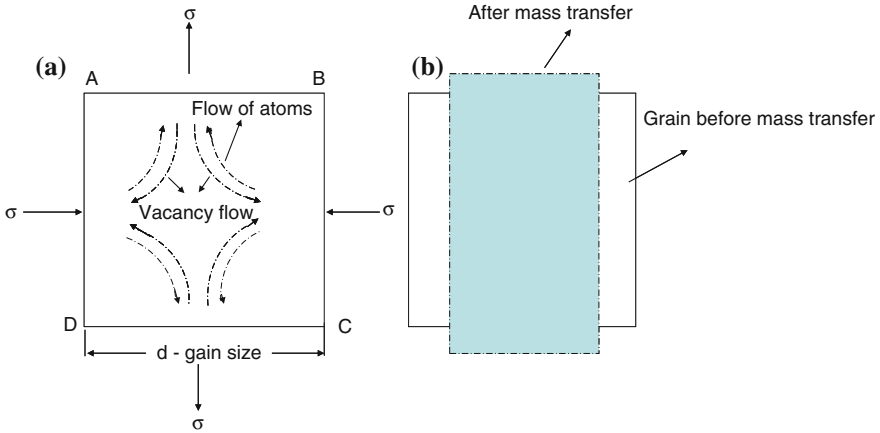 After mass transfer
σ
(a)
(b)
A
B
Flow of atoms
Grain before mass transfer
σ
Vacancy flow
σ
D
C
d - gain size
σ